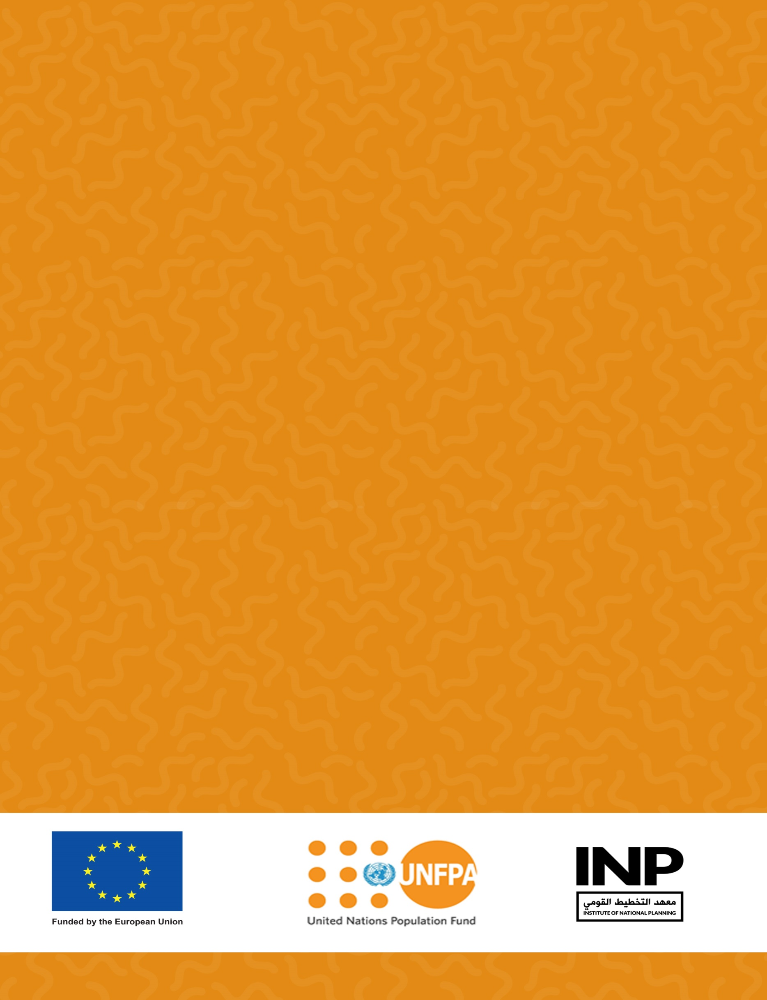 Funded by the European Union
UNFPA
United Nations Population Fund
INP
معهد التخطيط القومي
INSTITUTE OF NATIONAL PLANNING